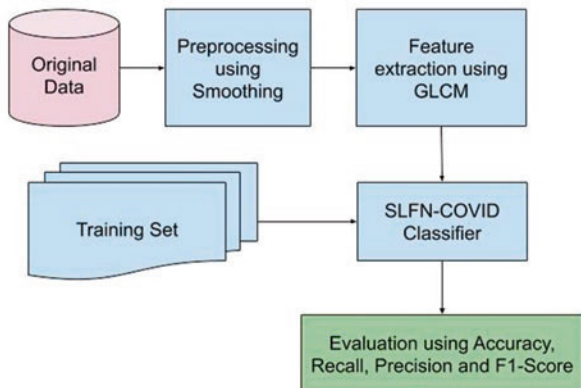 Original
Data
Preprocessing
using
Smoothing
Feature
extraction using
GLCM
Training Set
SLFN-COVID
Classifier
Evaluation using Accuracy,
Recall, Precision and F1-Score